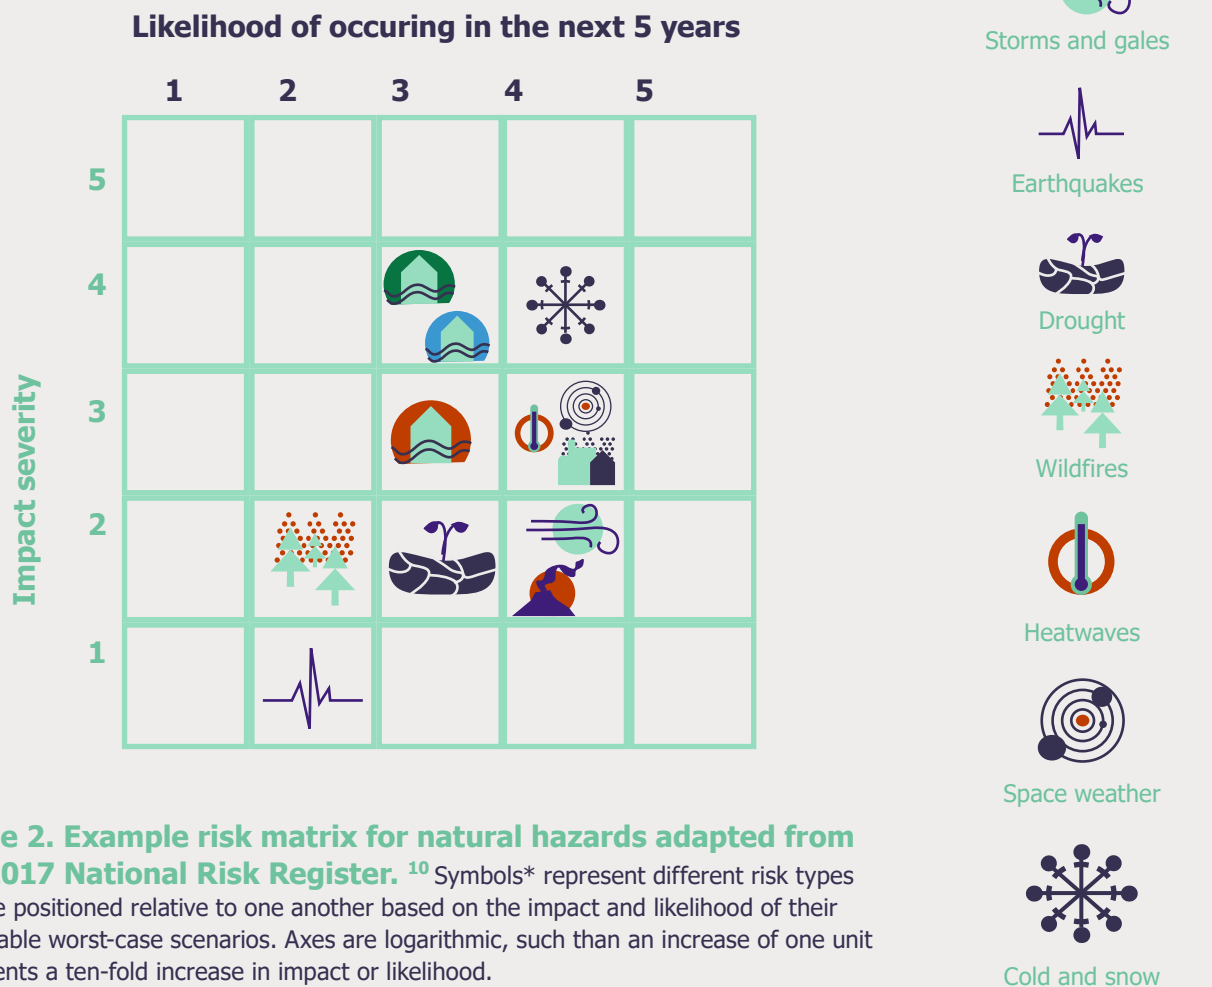 Likelihood of occuring in the next 5 years
1 2 3 4 5
5
4
3
2
1
Impact severity
Storms and gales
Earthquakes
Drought
Wildfires
Heatwaves
Space weather
Cold and snow
e 2. Example risk matrix for natural hazards adapted from
017 National Risk Register. 10 Symbols* represent different risk types
e positioned relative to one another based on the impact and likelihood of their
able worst-case scenarios. Axes are logarithmic, such than an increase of one unit
ents a ten-fold increase in impact or likelihood.